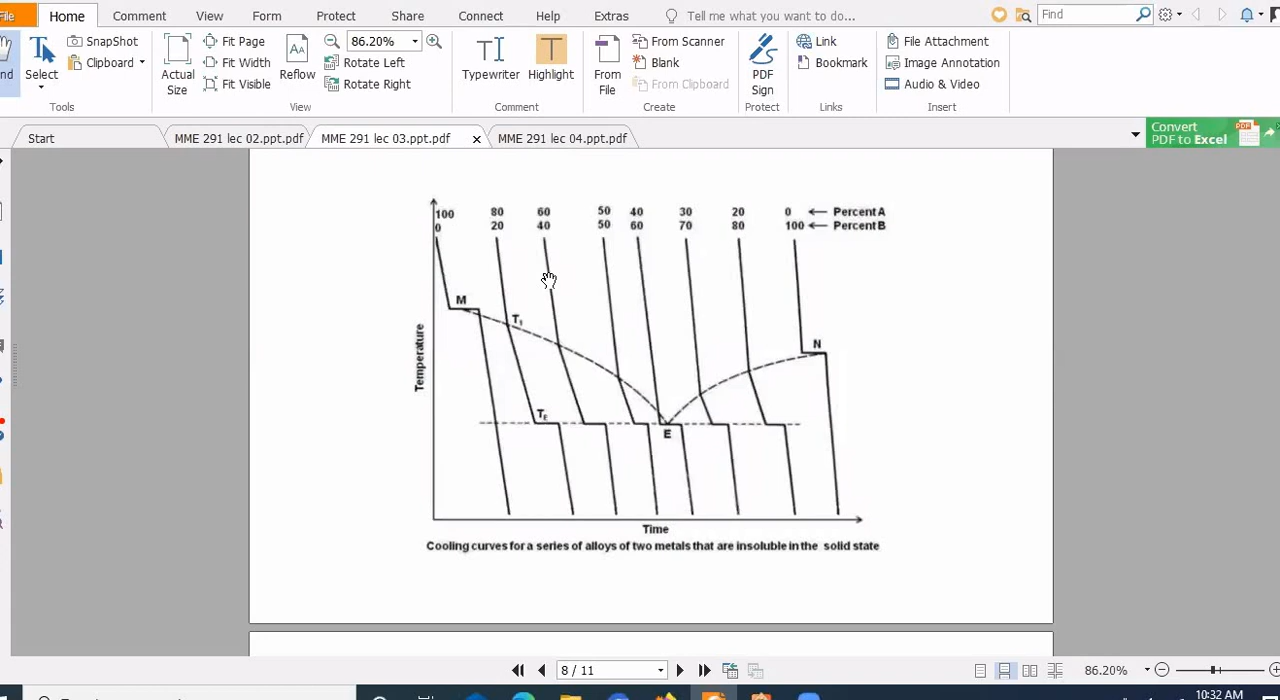 File Home Comment View Form Protect Share Connect Help Extras Tell me what you want to do... Find
Select
SnapShot
Clipboard
Tools
Actual Size
Fit Page
Fit Width
Fit Visible
Reflow
86.20%
Rotate Left
Rotate Right
View
Typewriter
Highlight
Comment
From File
From Scanner
Blank
From Clipboard
Create
PDF Sign
Protect
Link
Bookmark
Links
File Attachment
Image Annotation
Audio & Video
Insert
Start MME 291 lec 02.ppt.pdf MME 291 lec 03.ppt.pdf × MME 291 lec 04.ppt.pdf
Convert
PDF to Excel
100 80 60 50 40 30 20 0 ← Percent A
0 20 40 50 60 70 80 100 ← Percent B
M
T1
N
Temperature
TE
E
Time
Cooling curves for a series of alloys of two metals that are insoluble in the solid state
8 / 11
86.20%
10:32 AM